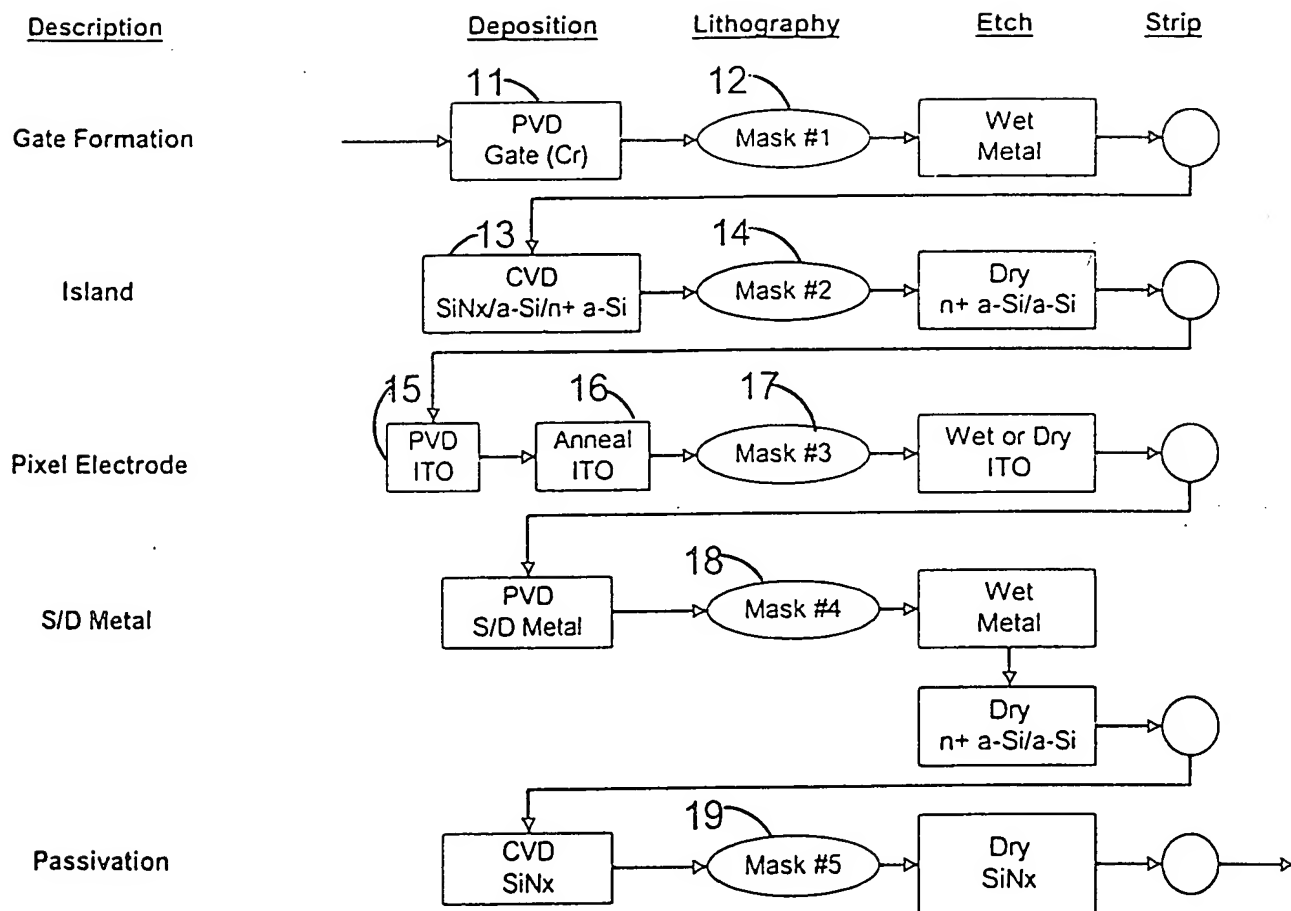 Description Deposition Lithography Etch Strip
11 12
Gate Formation PVD Gate (Cr) Mask #1 Wet Metal
13 14
Island CVD SiNx/a-Si/n+ a-Si Mask #2 Dry n+ a-Si/a-Si
15 16 17
Pixel Electrode PVD ITO Anneal ITO Mask #3 Wet or Dry ITO
18
S/D Metal PVD S/D Metal Mask #4 Wet Metal
Dry n+ a-Si/a-Si
19
Passivation CVD SiNx Mask #5 Dry SiNx